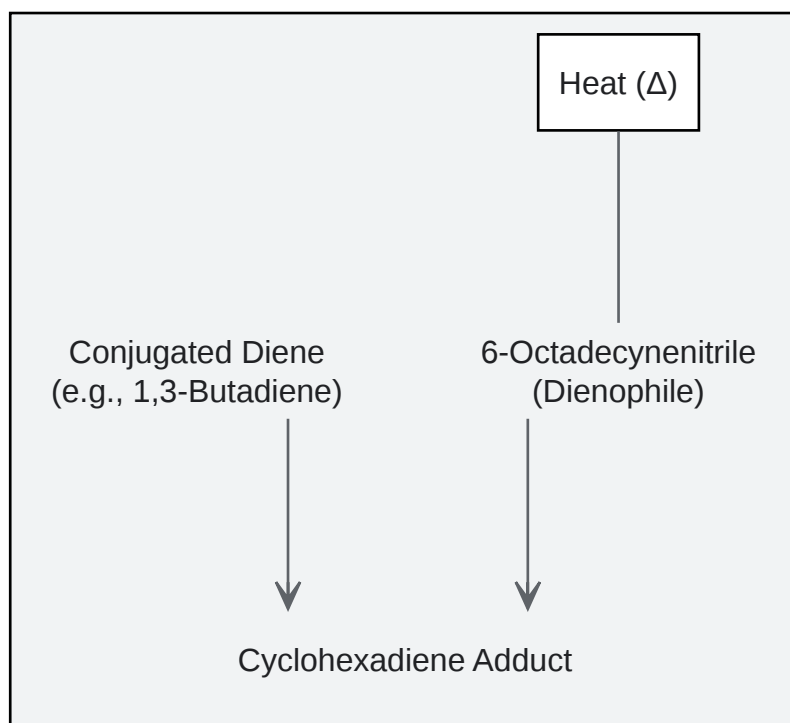 Heat (Δ)
Conjugated Diene
(e.g., 1,3-Butadiene)
6-Octadecynenitrile
(Dienophile)
Cyclohexadiene Adduct